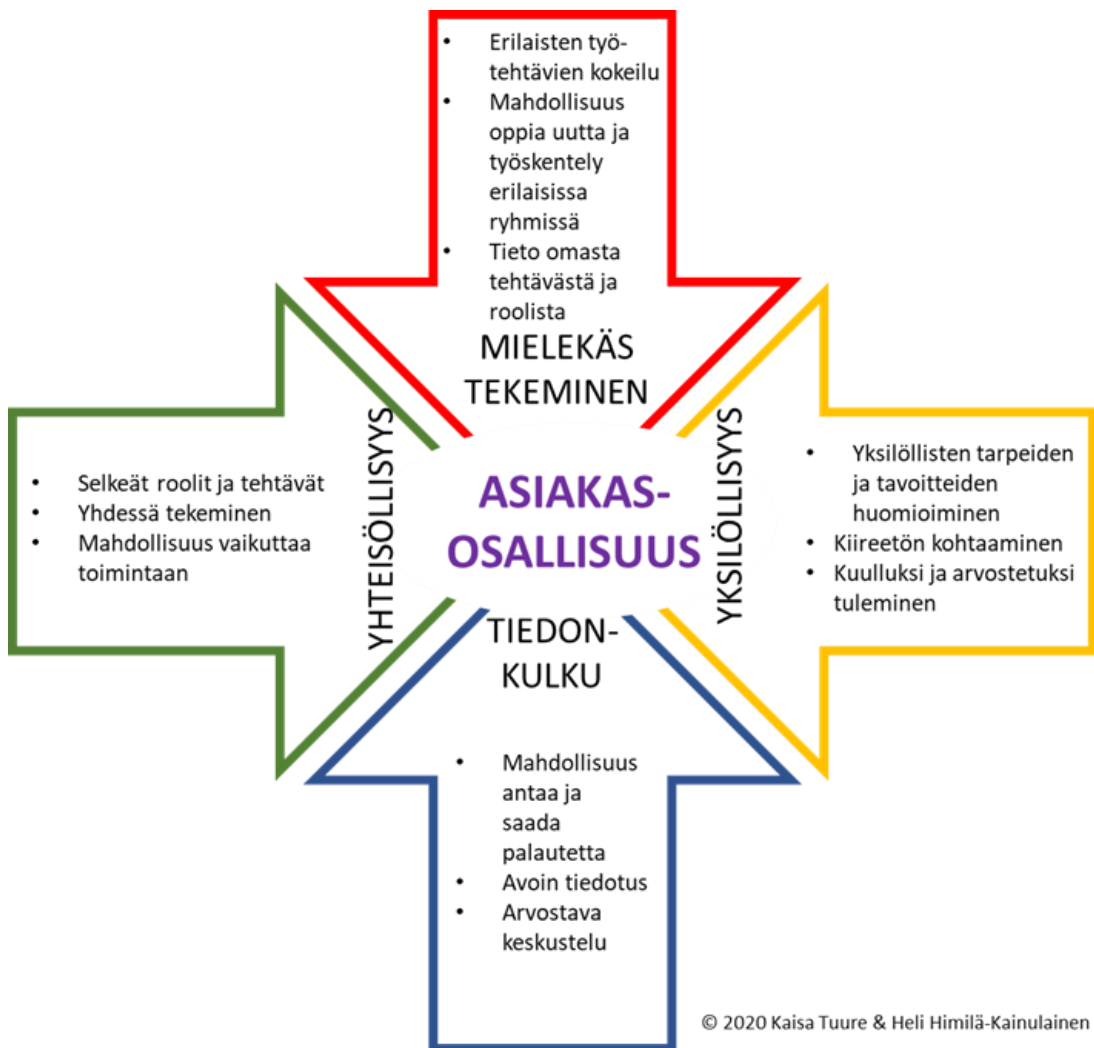 • Erilaisten työ-
tehtävien kokeilu
• Mahdollisuus
oppia uutta ja
työskentely
erilaisissa
ryhmissä
• Tieto omasta
tehtävästä ja
roolista
MIELEKÄS
TEKEMINEN
• Selkeät roolit ja tehtävät
• Yhdessä tekeminen
• Mahdollisuus vaikuttaa
toimintaan
YHTEISÖLLISYYS
ASIAKAS-
OSALLISUUS
YKSILÖLLISYYS
• Yksilöllisten tarpeiden
ja tavoitteiden
huomioiminen
• Kiireetön kohtaaminen
• Kuulluksi ja arvostetuksi
tuleminen
TIEDON-
KULKU
• Mahdollisuus
antaa ja
saada
palautetta
• Avoin tiedotus
• Arvostava
keskustelu
© 2020 Kaisa Tuure & Heli Himilä-Kainulainen